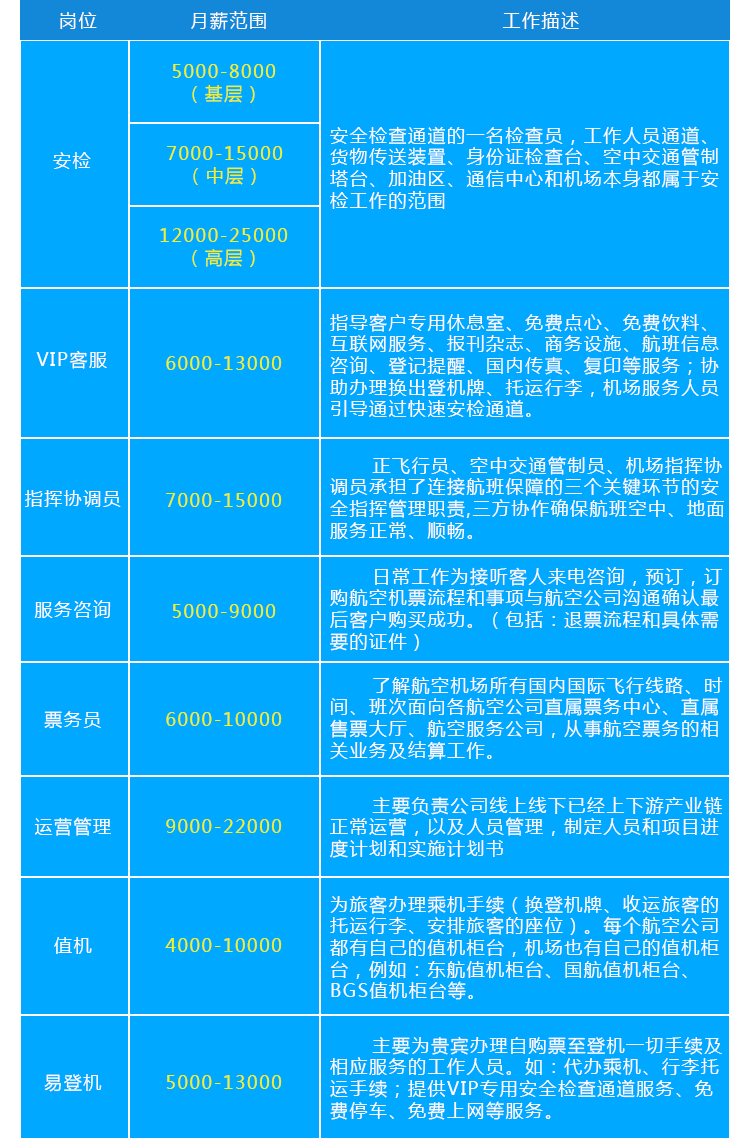 岗位
月薪范围
工作描述
安检
5000-8000
（基层）
7000-15000
（中层）
12000-25000
（高层）
安全检查通道的一名检查员，工作人员通道、
货物传送装置、身份证检查台、空中交通管制
塔台、加油区、通信中心和机场本身都属于安
检工作的范围
VIP客服
6000-13000
指导客户专用休息室、免费点心、免费饮料、
互联网服务、报刊杂志、商务设施、航班信息
咨询、登记提醒、国内传真、复印等服务；协
助办理换出登机牌、托运行李，机场服务人员
引导通过快速安检通道。
指挥协调员
7000-15000
正飞行员、空中交通管制员、机场指挥协
调员承担了连接航班保障的三个关键环节的安
全指挥管理职责,三方协作确保航班空中、地面
服务正常、顺畅。
服务咨询
5000-9000
日常工作为接听客人来电咨询，预订，订
购航空机票流程和事项与航空公司沟通确认最
后客户购买成功。（包括：退票流程和具体需
要的证件）
票务员
6000-10000
了解航空机场所有国内国际飞行线路、时
间、班次面向各航空公司直属票务中心、直属
售票大厅、航空服务公司，从事航空票务的相
关业务及结算工作。
运营管理
9000-22000
主要负责公司线上线下已经上下游产业链
正常运营，以及人员管理，制定人员和项目进
度计划和实施计划书
值机
4000-10000
为旅客办理乘机手续（换登机牌、收运旅客的
托运行李、安排旅客的座位）。每个航空公司
都有自己的值机柜台，机场也有自己的值机柜
台，例如：东航值机柜台、国航值机柜台、
BGS值机柜台等。
易登机
5000-13000
主要为贵宾办理自购票至登机一切手续及
相应服务的工作人员。如：代办乘机、行李托
运手续；提供VIP专用安全检查通道服务、免
费停车、免费上网等服务。